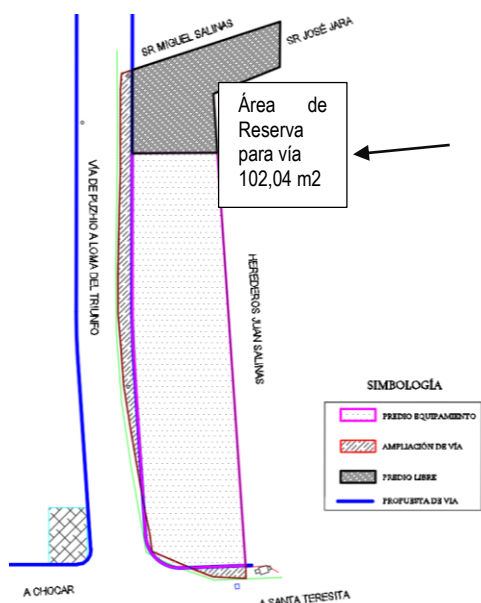 SR MIGUEL SALINAS
SR JOSÉ JARA
Área de
Reserva
para vía
102,04 m2
VÍA DE PUZHIO A LOMA DEL TRIUNFO
HEREDEROS JUAN SALINAS
SIMBOLOGÍA
PREDIO EQUIPAMIENTO
AMPLIACIÓN DE VÍA
PREDIO LIBRE
PROPUESTA DE VIA
A CHOCAR
A SANTA TERESITA